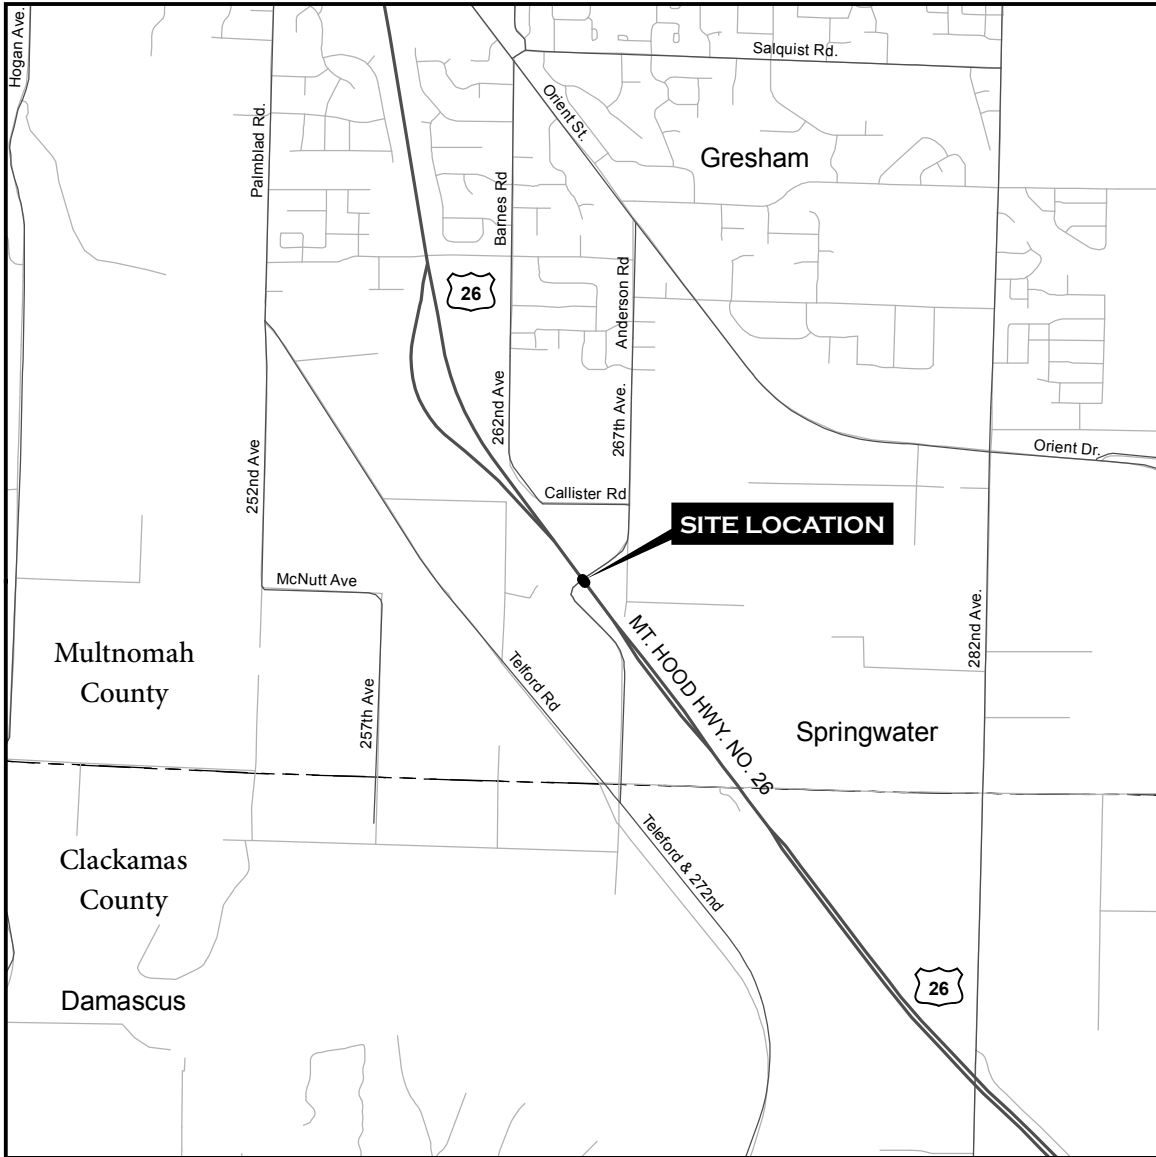 Hogan Ave.
Salquist Rd.
Palmblad Rd.
Orient St.
Gresham
Barnes Rd
26
Anderson Rd
262nd Ave
267th Ave.
Orient Dr.
252nd Ave
Callister Rd
SITE LOCATION
McNutt Ave
282nd Ave.
Multnomah
County
Telford Rd
MT. HOOD HWY. NO. 26
257th Ave
Springwater
Clackamas
County
Teleford & 272nd
26
Damascus